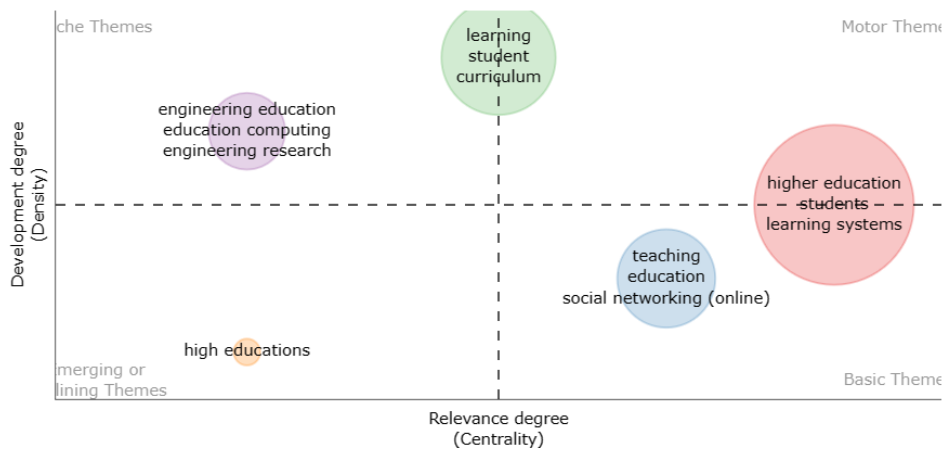 che Themes
Motor Theme
learning
student
curriculum
engineering education
education computing
engineering research
higher education
students
learning systems
teaching
education
social networking (online)
high educations
merging or
lining Themes
Basic Theme
Development degree
(Density)
Relevance degree
(Centrality)